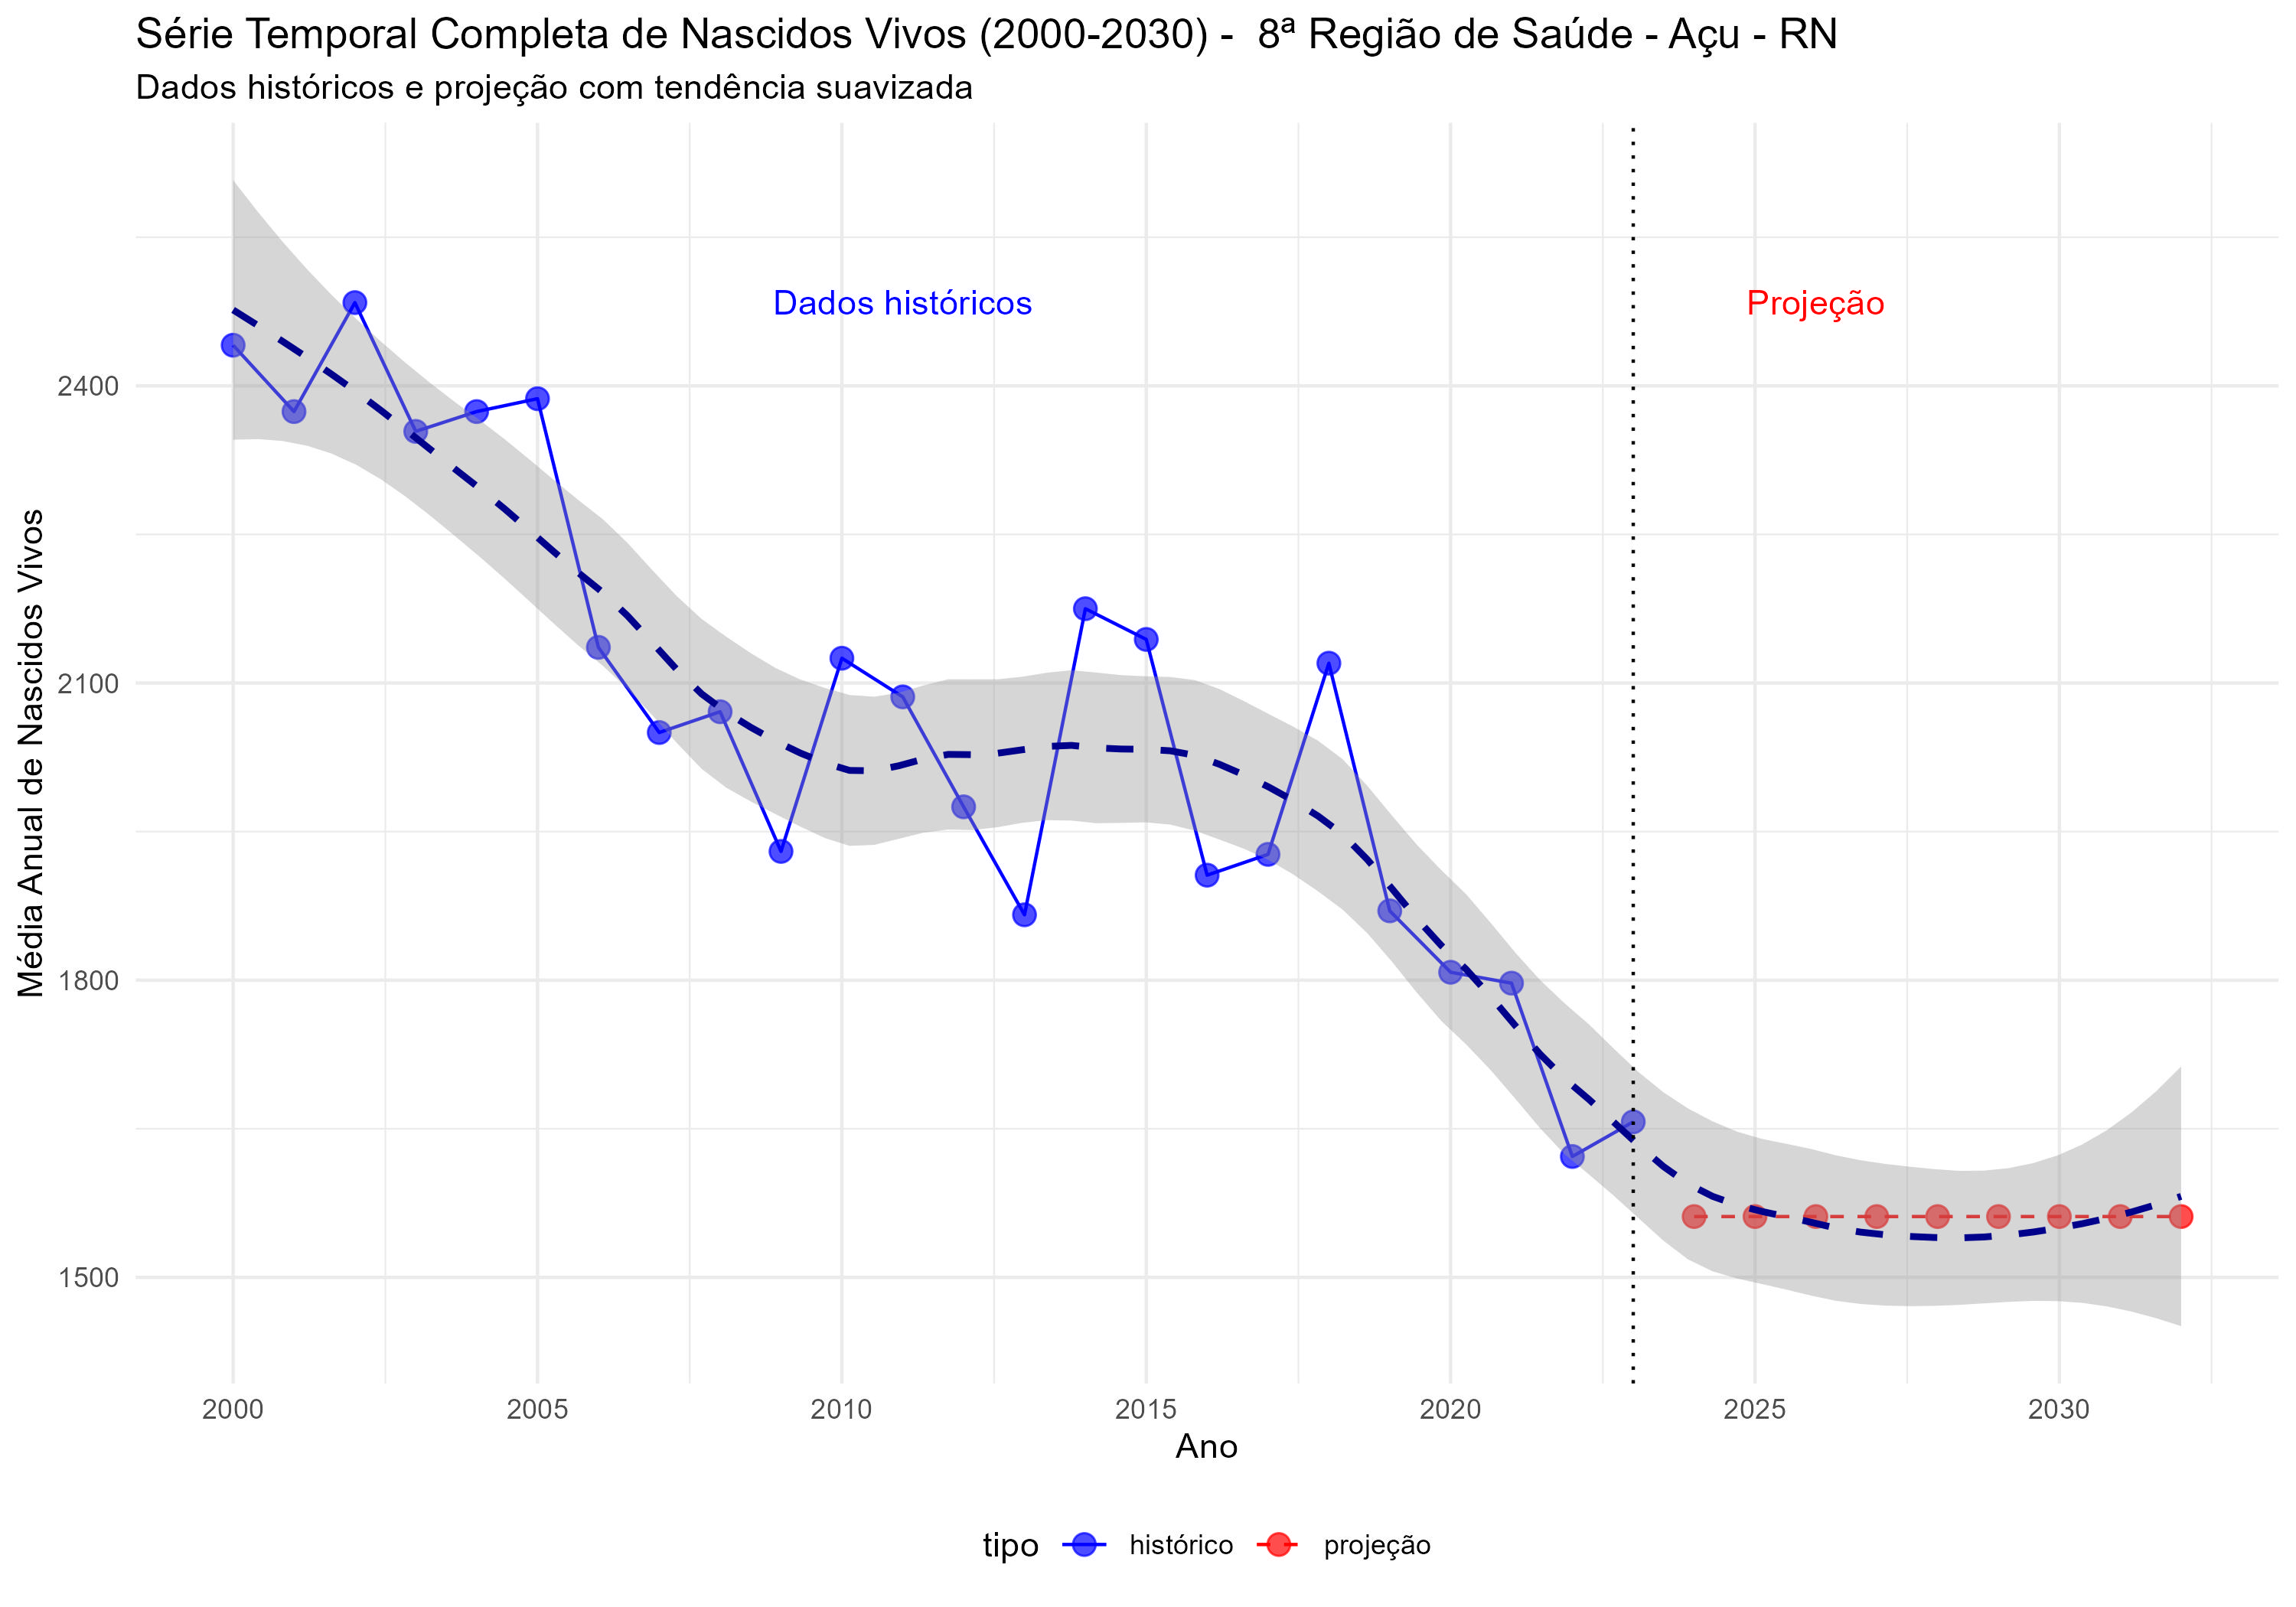 Série Temporal Completa de Nascidos Vivos (2000-2030) -  8ª Região de Saúde - Açu - RN
Dados históricos e projeção com tendência suavizada
Dados históricos
Projeção
Média Anual de Nascidos Vivos
2400
2100
1800
1500
2000
2005
2010
2015
2020
2025
2030
Ano
tipo
histórico
projeção